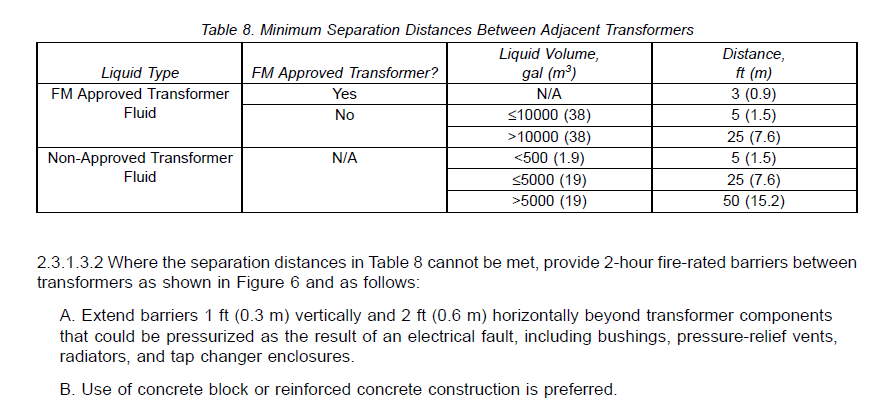 Table 8. Minimum Separation Distances Between Adjacent Transformers
Liquid Type FM Approved Transformer? Liquid Volume, gal (m³) Distance, ft (m)
FM Approved Transformer Fluid Yes N/A 3 (0.9)
No ≤10000 (38) 5 (1.5)
>10000 (38) 25 (7.6)
Non-Approved Transformer Fluid N/A <500 (1.9) 5 (1.5)
≤5000 (19) 25 (7.6)
>5000 (19) 50 (15.2)
2.3.1.3.2 Where the separation distances in Table 8 cannot be met, provide 2-hour fire-rated barriers between
transformers as shown in Figure 6 and as follows:
A. Extend barriers 1 ft (0.3 m) vertically and 2 ft (0.6 m) horizontally beyond transformer components
that could be pressurized as the result of an electrical fault, including bushings, pressure-relief vents,
radiators, and tap changer enclosures.
B. Use of concrete block or reinforced concrete construction is preferred.